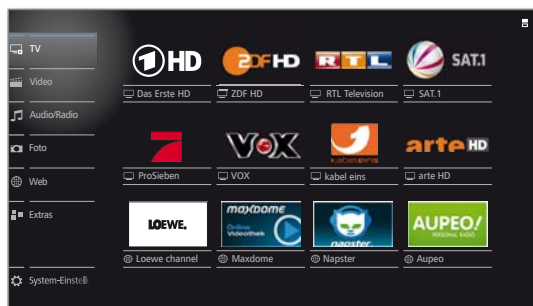 TV
Video
Audio/Radio
Foto
Web
Extras
System-Einstell.
1 HD
ZDF HD
RTL
SAT.1
Das Erste HD
ZDF HD
RTL Television
SAT.1
VOX
kabel eins
arte HD
ProSieben
VOX
kabel eins
arte HD
LOEWE.
maxdome
Online
Videothek
napster.
AUPEO!
PERSONAL RADIO
Loewe channel
Maxdome
Napster
Aupeo